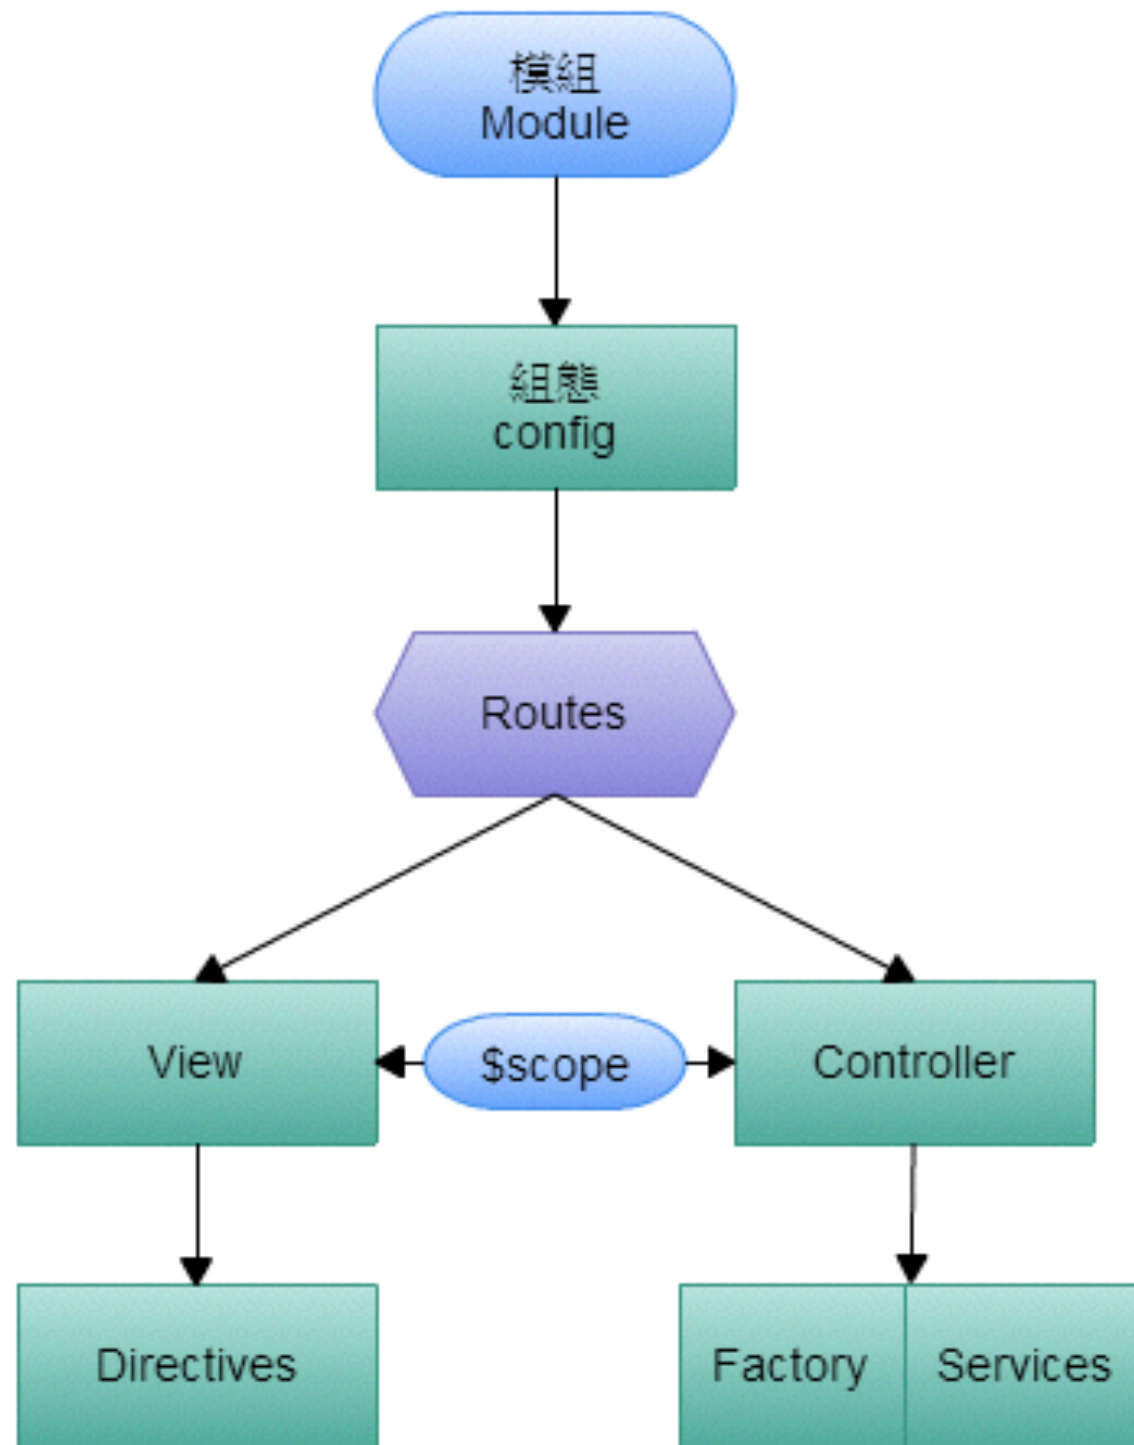 模組
Module
組態
config
Routes
View
$scope
Controller
Directives
Factory
Services